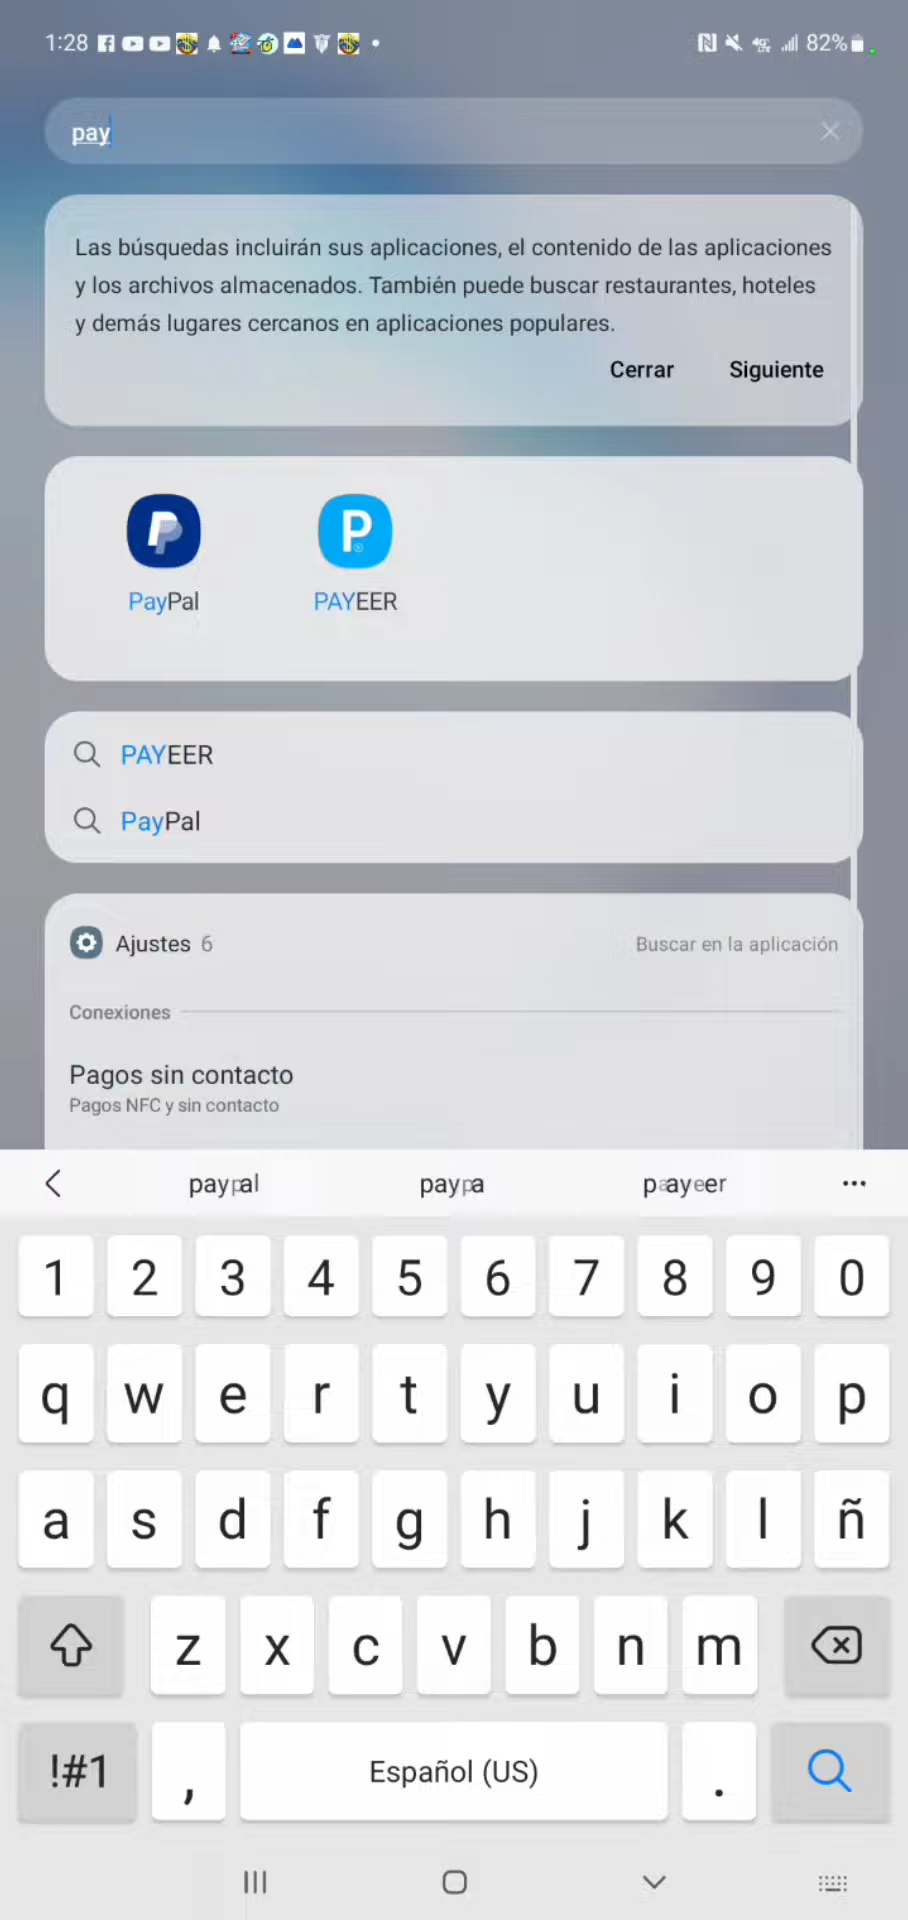 1:28
82%
pay
Las búsquedas incluirán sus aplicaciones, el contenido de las aplicaciones
y los archivos almacenados. También puede buscar restaurantes, hoteles
y demás lugares cercanos en aplicaciones populares.
Cerrar Siguiente
PayPal PAYEER
PAYEER
PayPal
Ajustes 6 Buscar en la aplicación
Conexiones
Pagos sin contacto
Pagos NFC y sin contacto
1 2 3 4 5 6 7 8 9 0
q w e r t y u i o p
a s d f g h j k l ñ
z x c v b n m
!#1 , Español (US) .